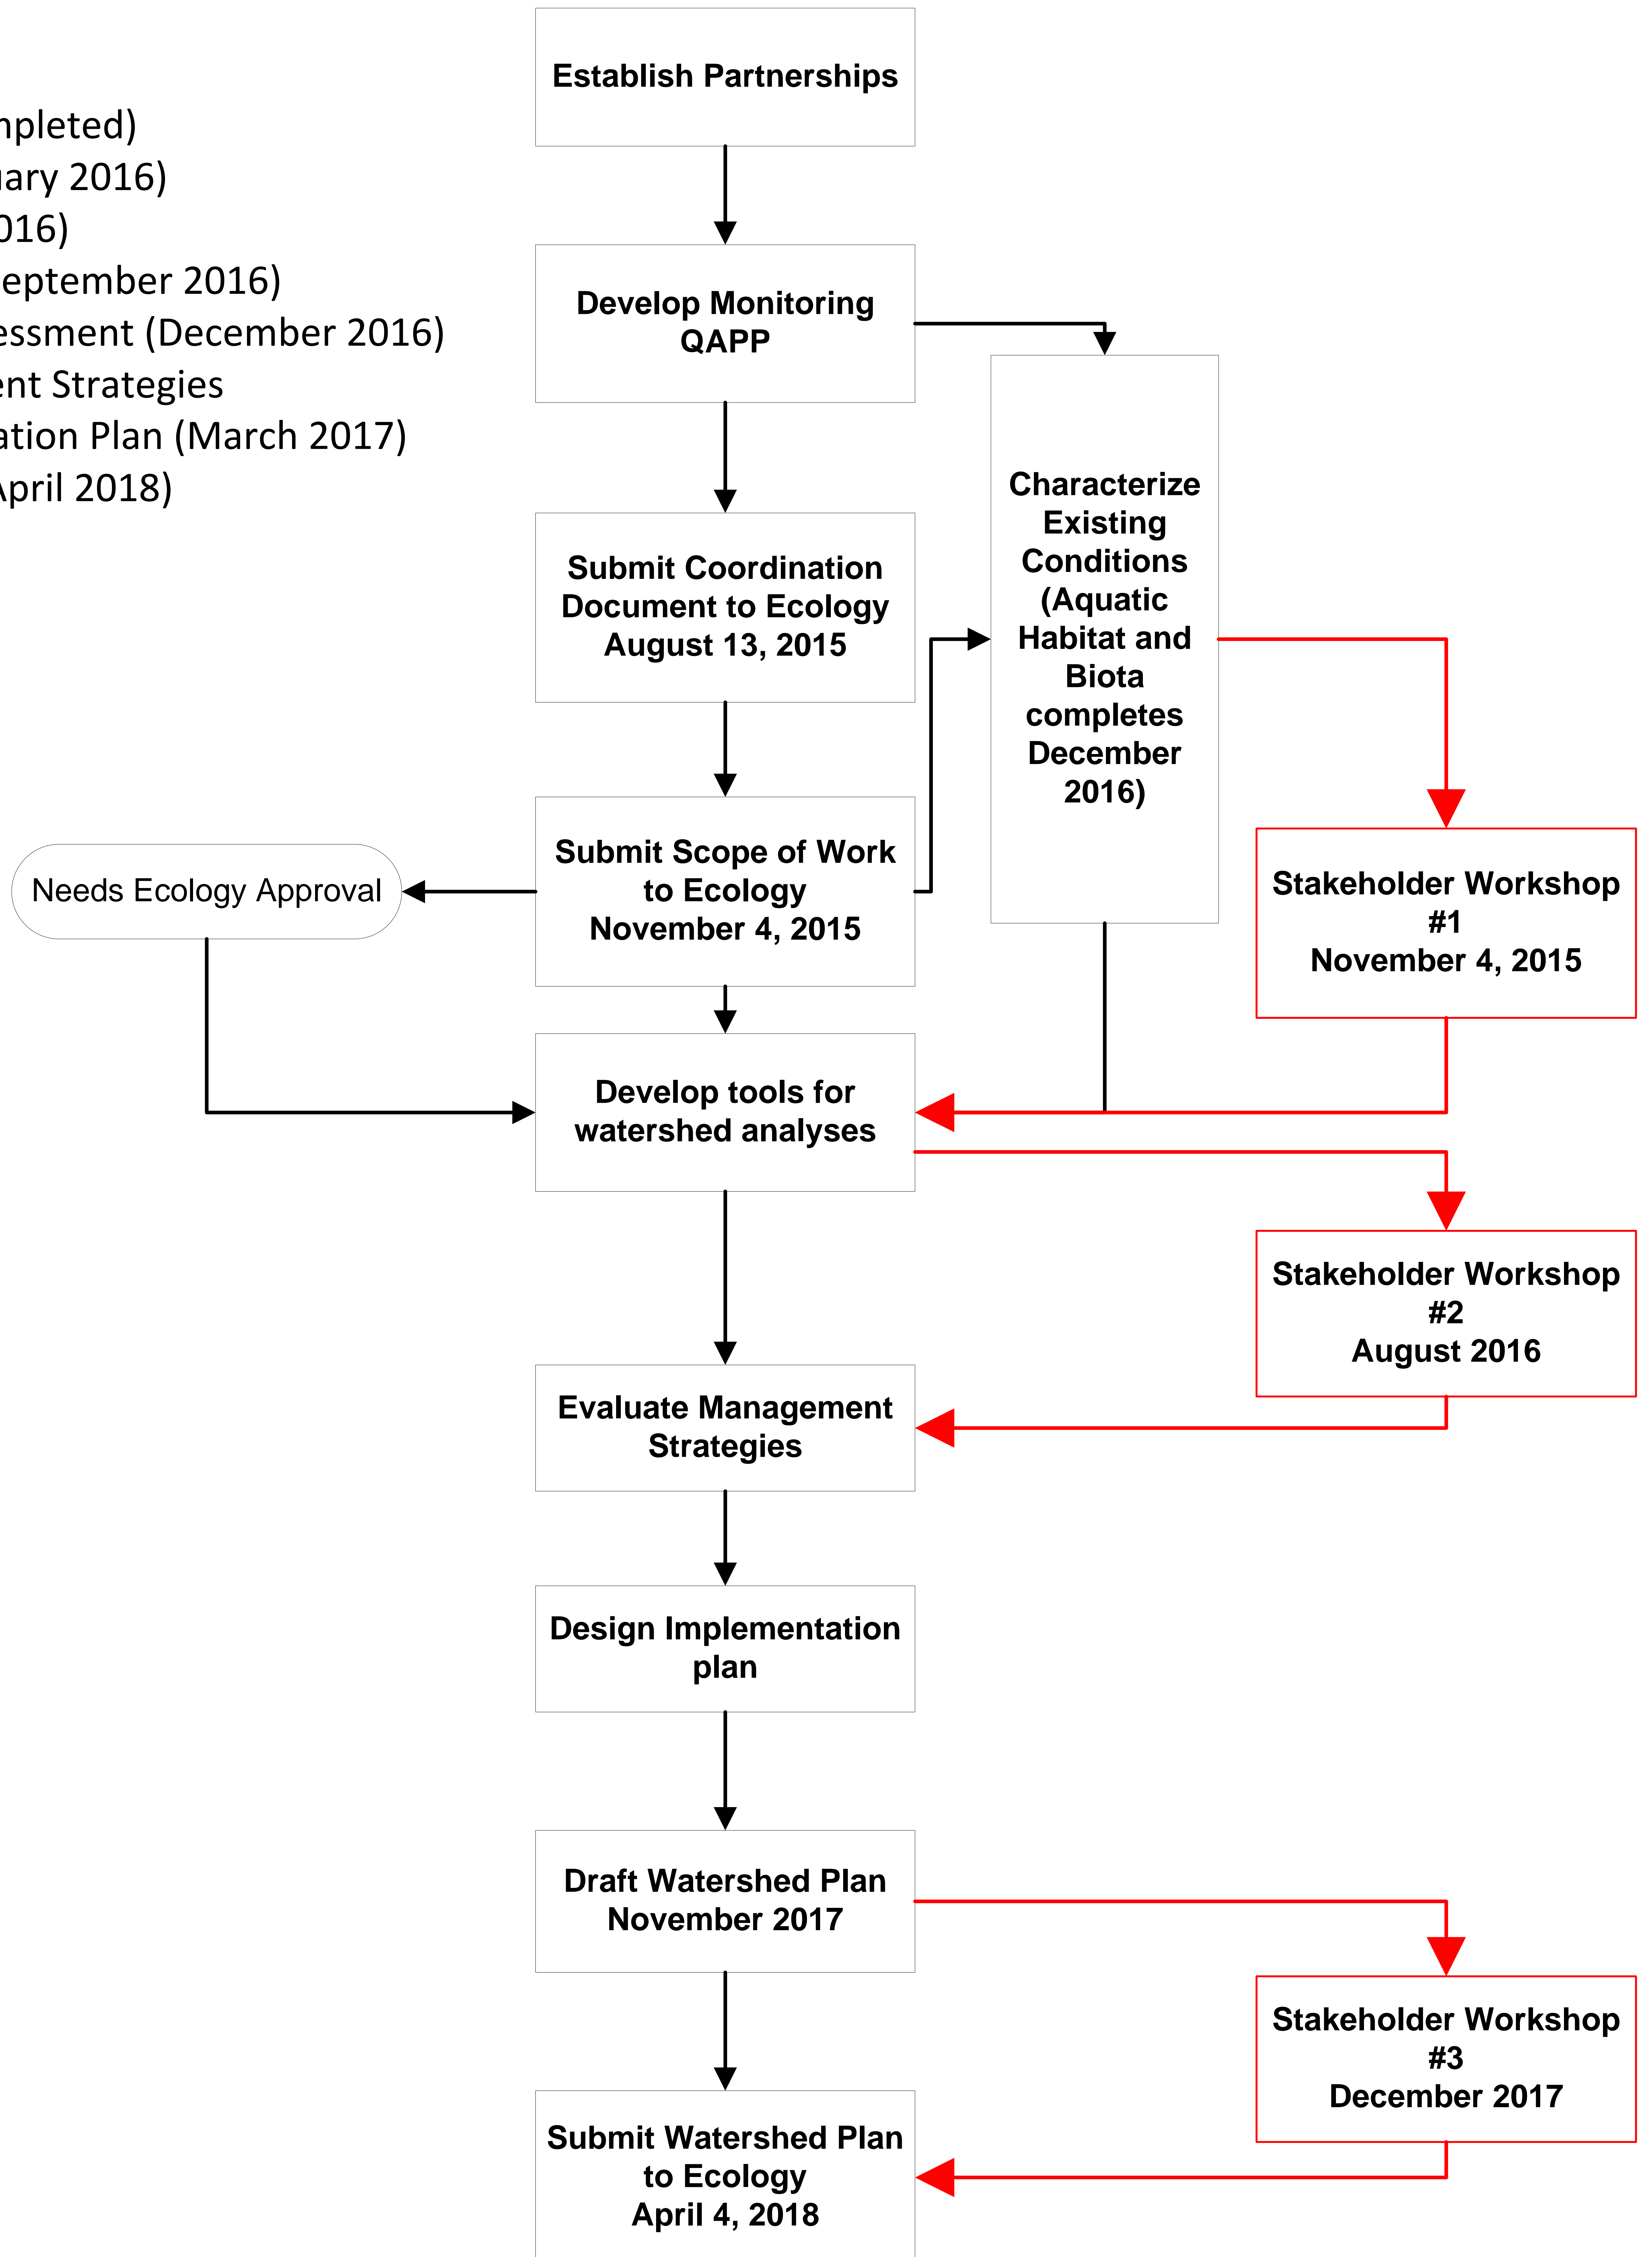 Establish Partnerships
mpleted)
uary 2016)
016)
eptember 2016)
essment (December 2016)
ent Strategies
ation Plan (March 2017)
April 2018)
Develop Monitoring
QAPP
Characterize
Existing
Conditions
(Aquatic
Habitat and
Biota
completes
December
2016)
Submit Coordination
Document to Ecology
August 13, 2015
Submit Scope of Work
to Ecology
November 4, 2015
Needs Ecology Approval
Stakeholder Workshop
#1
November 4, 2015
Develop tools for
watershed analyses
Stakeholder Workshop
#2
August 2016
Evaluate Management
Strategies
Design Implementation
plan
Draft Watershed Plan
November 2017
Stakeholder Workshop
#3
December 2017
Submit Watershed Plan
to Ecology
April 4, 2018